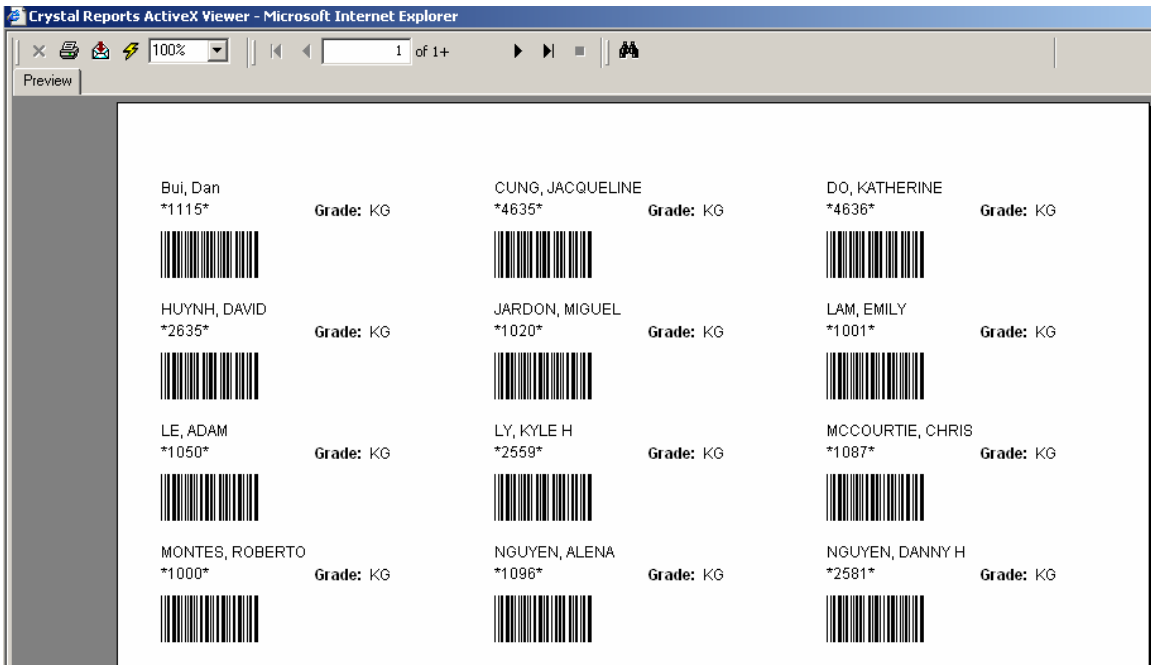 Crystal Reports ActiveX Viewer - Microsoft Internet Explorer
100% 1 of 1+
Preview
Bui, Dan CUNG, JACQUELINE DO, KATHERINE
*1115* Grade: KG *4635* Grade: KG *4636* Grade: KG
HUYNH, DAVID JARDON, MIGUEL LAM, EMILY
*2635* Grade: KG *1020* Grade: KG *1001* Grade: KG
LE, ADAM LY, KYLE H MCCOURTIE, CHRIS
*1050* Grade: KG *2559* Grade: KG *1087* Grade: KG
MONTES, ROBERTO NGUYEN, ALENA NGUYEN, DANNY H
*1000* Grade: KG *1096* Grade: KG *2581* Grade: KG